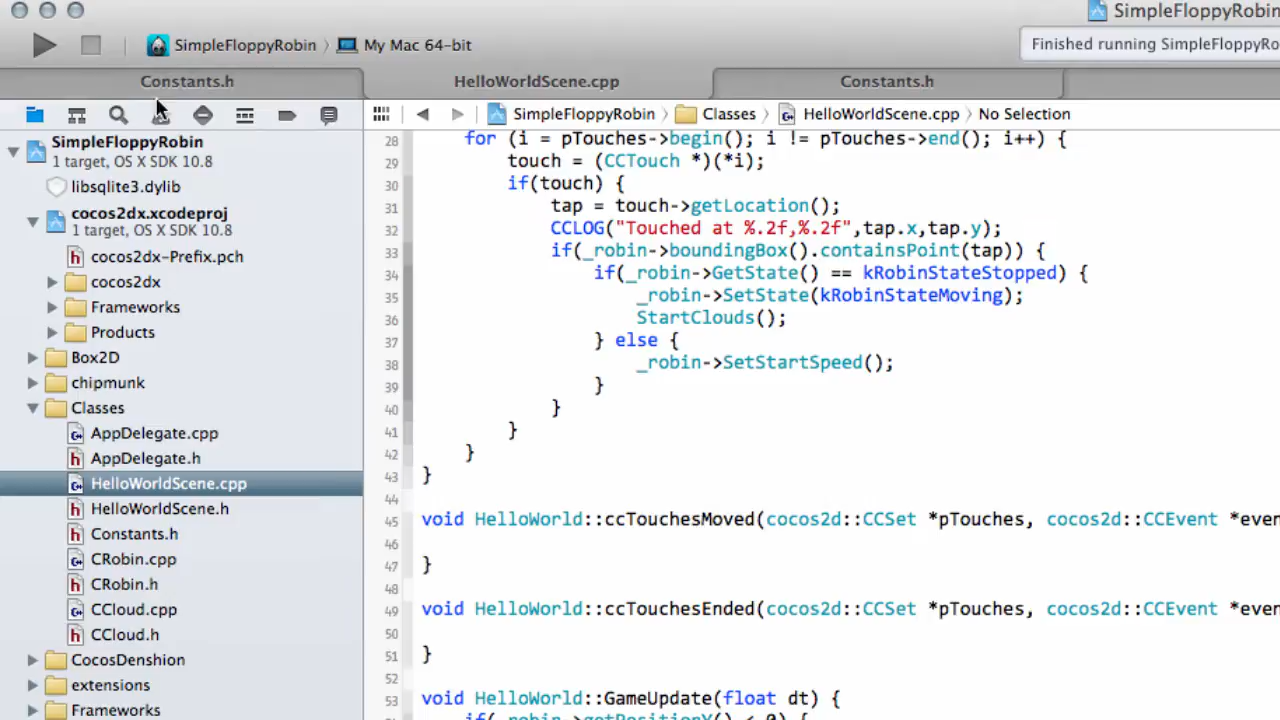 SimpleFloppyRobin
SimpleFloppyRobin 〉 My Mac 64-bit
Finished running SimpleFloppyRo
Constants.h
HelloWorldScene.cpp
Constants.h
SimpleFloppyRobin 〉 Classes 〉 HelloWorldScene.cpp 〉 No Selection
SimpleFloppyRobin
1 target, OS X SDK 10.8
libsqlite3.dylib
cocos2dx.xcodeproj
1 target, OS X SDK 10.8
cocos2dx-Prefix.pch
cocos2dx
Frameworks
Products
Box2D
chipmunk
Classes
AppDelegate.cpp
AppDelegate.h
HelloWorldScene.cpp
HelloWorldScene.h
Constants.h
CRobin.cpp
CRobin.h
CCloud.cpp
CCloud.h
CocosDenshion
extensions
Frameworks
28 for (i = pTouches->begin(); i != pTouches->end(); i++) {
29 touch = (CCTouch *)(*i);
30 if(touch) {
31 tap = touch->getLocation();
32 CCLOG("Touched at %.2f,%.2f",tap.x,tap.y);
33 if(_robin->boundingBox().containsPoint(tap)) {
34 if(_robin->GetState() == kRobinStateStopped) {
35 _robin->SetState(kRobinStateMoving);
36 StartClouds();
37 } else {
38 _robin->SetStartSpeed();
39 }
40 }
41 }
42 }
43 }
44
45 void HelloWorld::ccTouchesMoved(cocos2d::CCSet *pTouches, cocos2d::CCEvent *even
46
47 }
48
49 void HelloWorld::ccTouchesEnded(cocos2d::CCSet *pTouches, cocos2d::CCEvent *even
50
51 }
52
53 void HelloWorld::GameUpdate(float dt) {
if(_robin->getPositionY() < 0) {